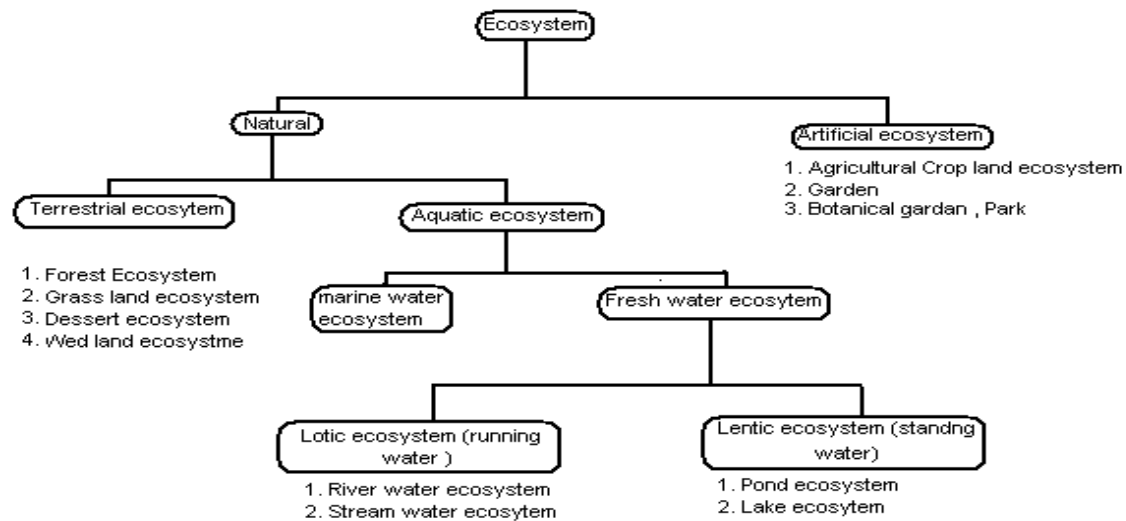 Ecosystem
Natural
Artificial ecosystem
1. Agricultural Crop land ecosystem
2. Garden
3. Botanical gardan , Park
Terrestrial ecosytem
Aquatic ecosystem
1. Forest Ecosystem
2. Grass land ecosystem
3. Dessert ecosystem
4. Wed land ecosystme
marine water
ecosystem
Fresh water ecosytem
Lotic ecosystem (running
water )
1. River water ecosystem
2. Stream water ecosytem
Lentic ecosystem (standng
water)
1. Pond ecosystem
2. Lake ecosytem